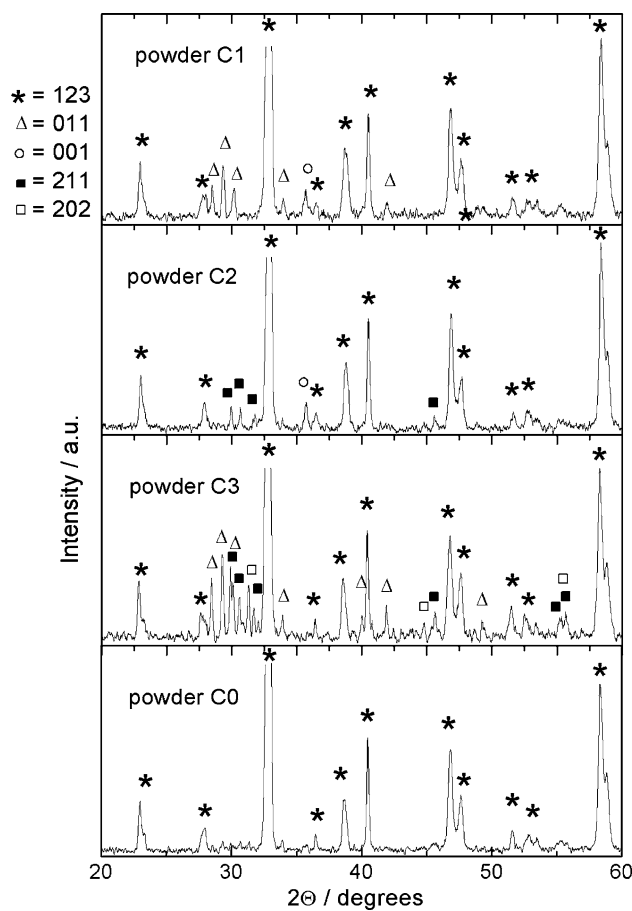 powder C1
* = 123
△ = 011
○ = 001
■ = 211
□ = 202
powder C2
powder C3
powder C0
Intensity / a.u.
20 30 40 50 60
2Θ / degrees